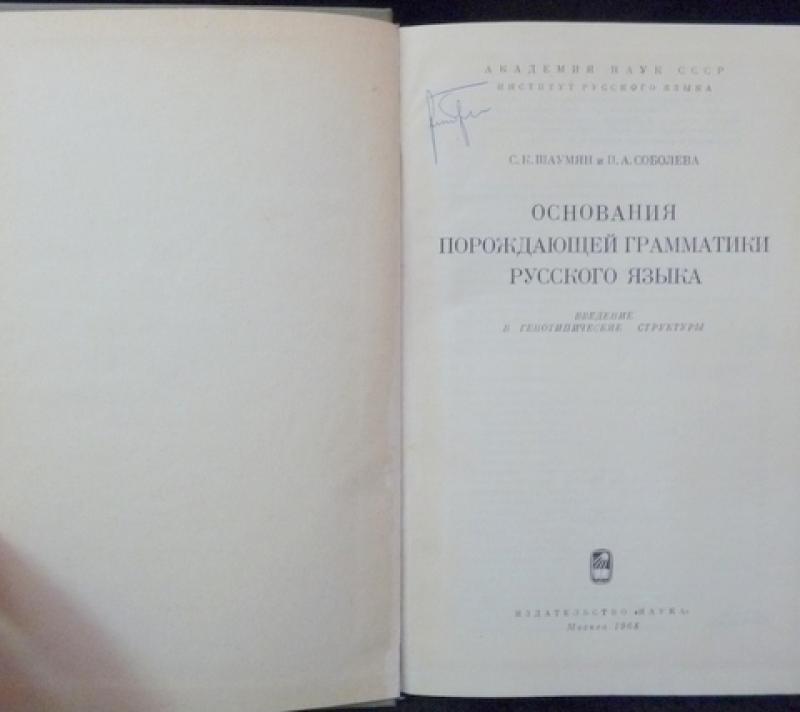 АКАДЕМИЯ НАУК СССР
ИНСТИТУТ РУССКОГО ЯЗЫКА
С. К. ШАУМЯН и П. А. СОБОЛЕВА
ОСНОВАНИЯ
ПОРОЖДАЮЩЕЙ ГРАММАТИКИ
РУССКОГО ЯЗЫКА
ВВЕДЕНИЕ
В ГЕНОТИПИЧЕСКИЕ СТРУКТУРЫ
ИЗДАТЕЛЬСТВО «НАУКА»
Москва 1968